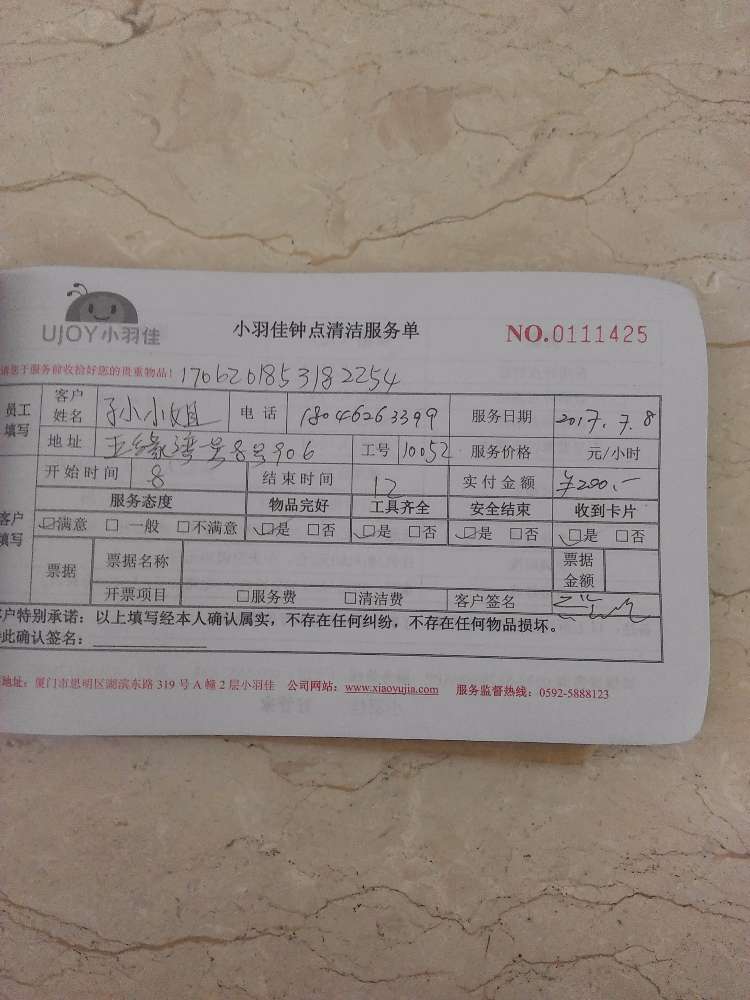 UJOY小羽佳 小羽佳钟点清洁服务单 NO.0111425
请您于服务前收拾好您的贵重物品! 1706201853182254
员工填写 客户姓名 孙小姐 电话 18046263399 服务日期 2017.7.8
地址 8号906 工号 10052 服务价格 元/小时
开始时间 8 结束时间 12 实付金额 ¥200.-
客户填写 服务态度 物品完好 工具齐全 安全结束 收到卡片
☑满意 □一般 □不满意 ☑是 □否 ☑是 □否 ☑是 □否 ☑是 □否
票据 票据名称 票据金额
开票项目 □服务费 □清洁费 客户签名
客户特别承诺:以上填写经本人确认属实,不存在任何纠纷,不存在任何物品损坏。
此确认签名:
地址:厦门市思明区湖滨东路 319 号 A 幢 2 层小羽佳 公司网站:www.xiaoyujia.com 服务监督热线:0592-5888123